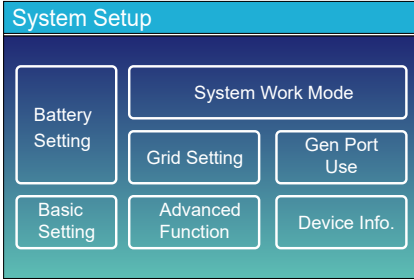 System Setup
Battery
Setting
System Work Mode
Grid Setting
Gen Port
Use
Basic
Setting
Advanced
Function
Device Info.